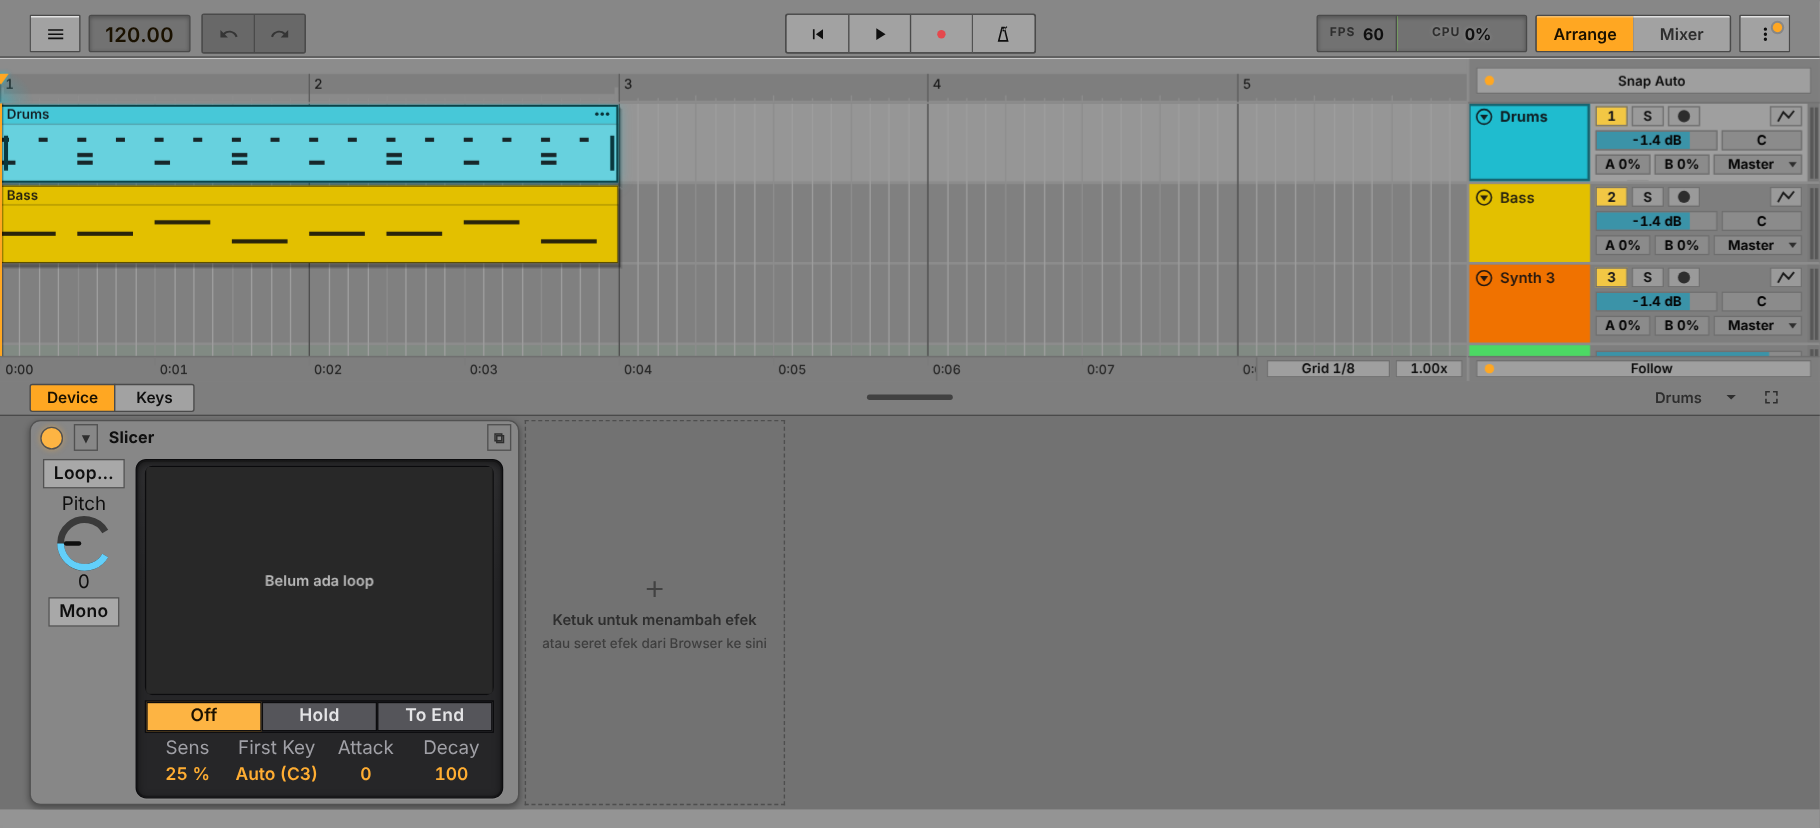 120.00
FPS 60
CPU 0%
Arrange
Mixer
1
2
3
4
5
Snap Auto
Drums
Drums
1
S
-1.4 dB
C
A 0%
B 0%
Master
Bass
Bass
2
S
-1.4 dB
C
A 0%
B 0%
Master
Synth 3
3
S
-1.4 dB
C
A 0%
B 0%
Master
0:00
0:01
0:02
0:03
0:04
0:05
0:06
0:07
Grid 1/8
1.00x
Follow
Device
Keys
Drums
Slicer
Loop...
Pitch
0
Mono
Belum ada loop
Off
Hold
To End
Sens
First Key
Attack
Decay
25 %
Auto (C3)
0
100
Ketuk untuk menambah efek
atau seret efek dari Browser ke sini